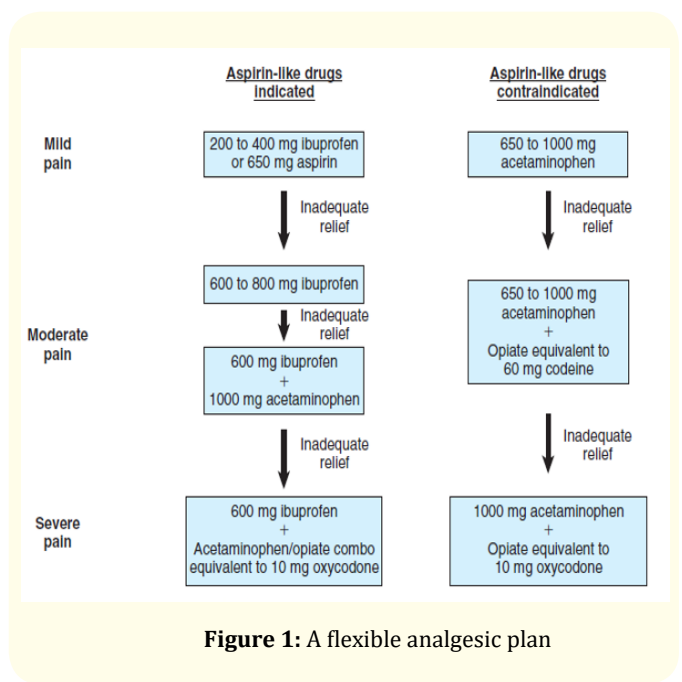 Aspirin-like drugs
indicated
Aspirin-like drugs
contraindicated
Mild
pain
200 to 400 mg ibuprofen
or 650 mg aspirin
650 to 1000 mg
acetaminophen
Inadequate
relief
Inadequate
relief
Moderate
pain
600 to 800 mg ibuprofen
Inadequate
relief
600 mg ibuprofen
+
1000 mg acetaminophen
650 to 1000 mg
acetaminophen
+
Opiate equivalent to
60 mg codeine
Inadequate
relief
Inadequate
relief
Severe
pain
600 mg ibuprofen
+
Acetaminophen/opiate combo
equivalent to 10 mg oxycodone
1000 mg acetaminophen
+
Opiate equivalent to
10 mg oxycodone
Figure 1: A flexible analgesic plan